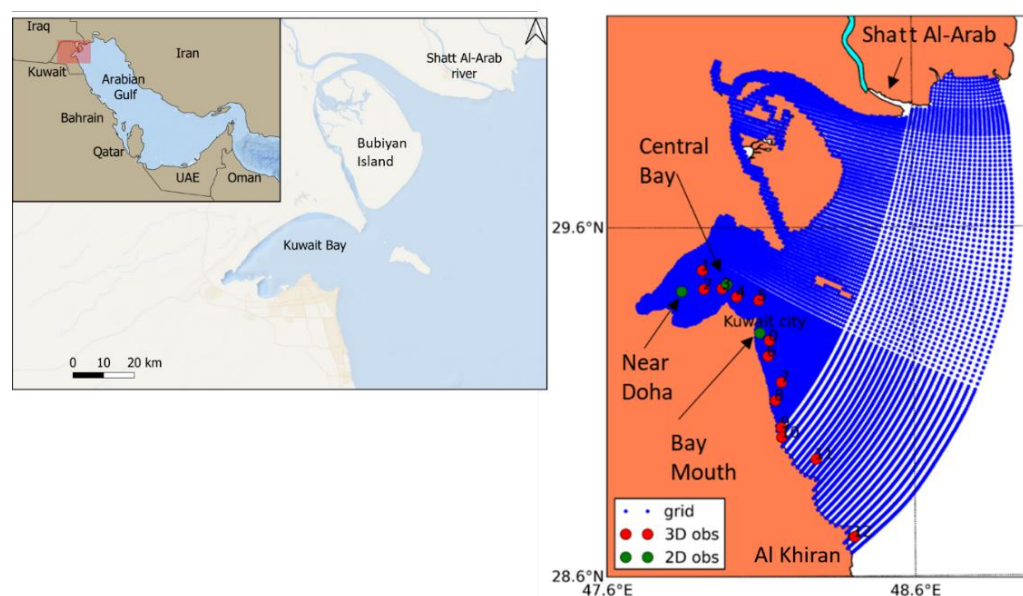 Iraq
Iran
Kuwait
Arabian
Gulf
Bahrain
Qatar
UAE
Oman
Shatt Al-Arab
river
Bubiyan
Island
Kuwait Bay
0 10 20 km
Shatt Al-Arab
Central
Bay
29.6°N
Kuwait city
Near
Doha
Bay
Mouth
grid
3D obs
2D obs
Al Khiran
28.6°N
47.6°E
48.6°E